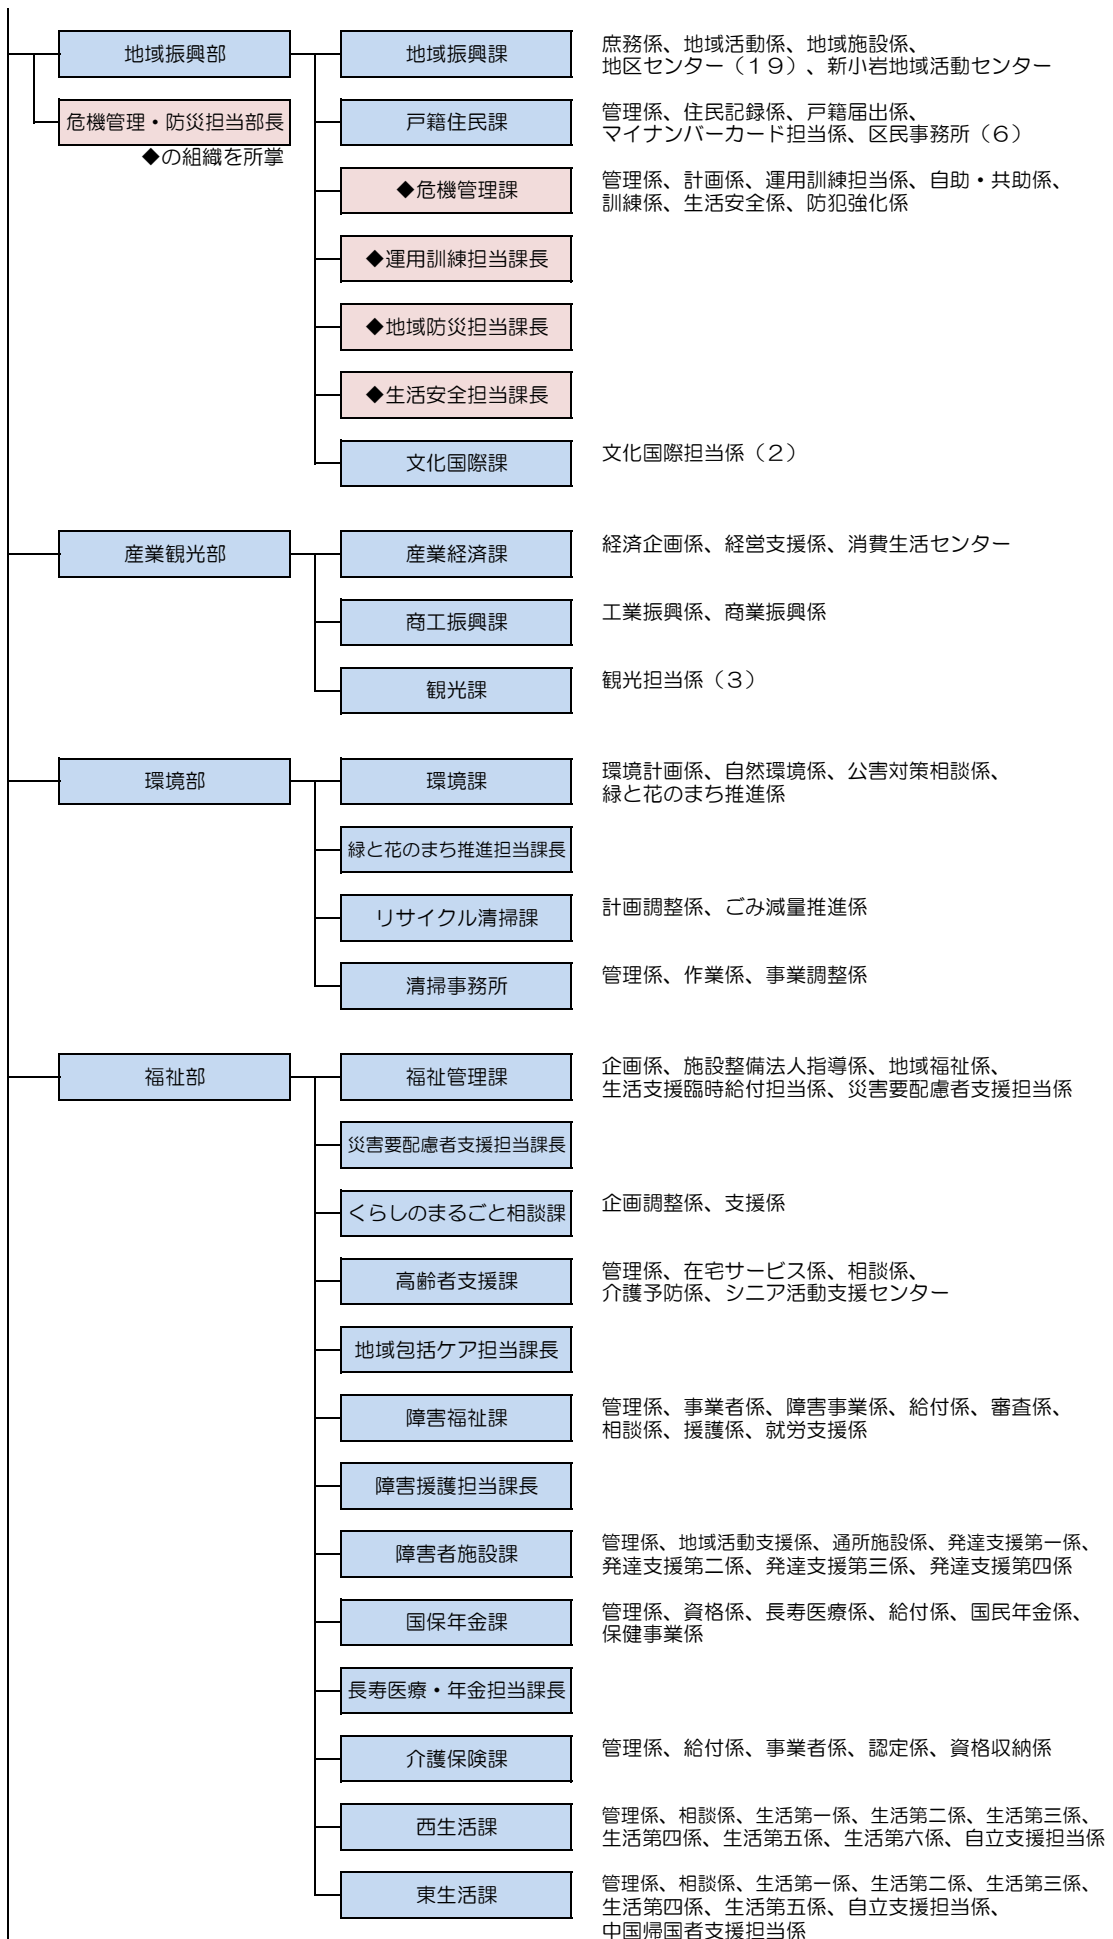 地域振興部
地域振興課
庶務係、地域活動係、地域施設係、
地区センター（１９）、新小岩地域活動センター
危機管理・防災担当部長
◆の組織を所掌
戸籍住民課
管理係、住民記録係、戸籍届出係、
マイナンバーカード担当係、区民事務所（６）
◆危機管理課
管理係、計画係、運用訓練担当係、自助・共助係、
訓練係、生活安全係、防犯強化係
◆運用訓練担当課長
◆地域防災担当課長
◆生活安全担当課長
文化国際課
文化国際担当係（２）
産業観光部
産業経済課
経済企画係、経営支援係、消費生活センター
商工振興課
工業振興係、商業振興係
観光課
観光担当係（３）
環境部
環境課
環境計画係、自然環境係、公害対策相談係、
緑と花のまち推進係
緑と花のまち推進担当課長
リサイクル清掃課
計画調整係、ごみ減量推進係
清掃事務所
管理係、作業係、事業調整係
福祉部
福祉管理課
企画係、施設整備法人指導係、地域福祉係、
生活支援臨時給付担当係、災害要配慮者支援担当係
災害要配慮者支援担当課長
くらしのまるごと相談課
企画調整係、支援係
高齢者支援課
管理係、在宅サービス係、相談係、
介護予防係、シニア活動支援センター
地域包括ケア担当課長
障害福祉課
管理係、事業者係、障害事業係、給付係、審査係、
相談係、援護係、就労支援係
障害援護担当課長
障害者施設課
管理係、地域活動支援係、通所施設係、発達支援第一係、
発達支援第二係、発達支援第三係、発達支援第四係
国保年金課
管理係、資格係、長寿医療係、給付係、国民年金係、
保健事業係
長寿医療・年金担当課長
介護保険課
管理係、給付係、事業者係、認定係、資格収納係
西生活課
管理係、相談係、生活第一係、生活第二係、生活第三係、
生活第四係、生活第五係、生活第六係、自立支援担当係
東生活課
管理係、相談係、生活第一係、生活第二係、生活第三係、
生活第四係、生活第五係、自立支援担当係、
中国帰国者支援担当係